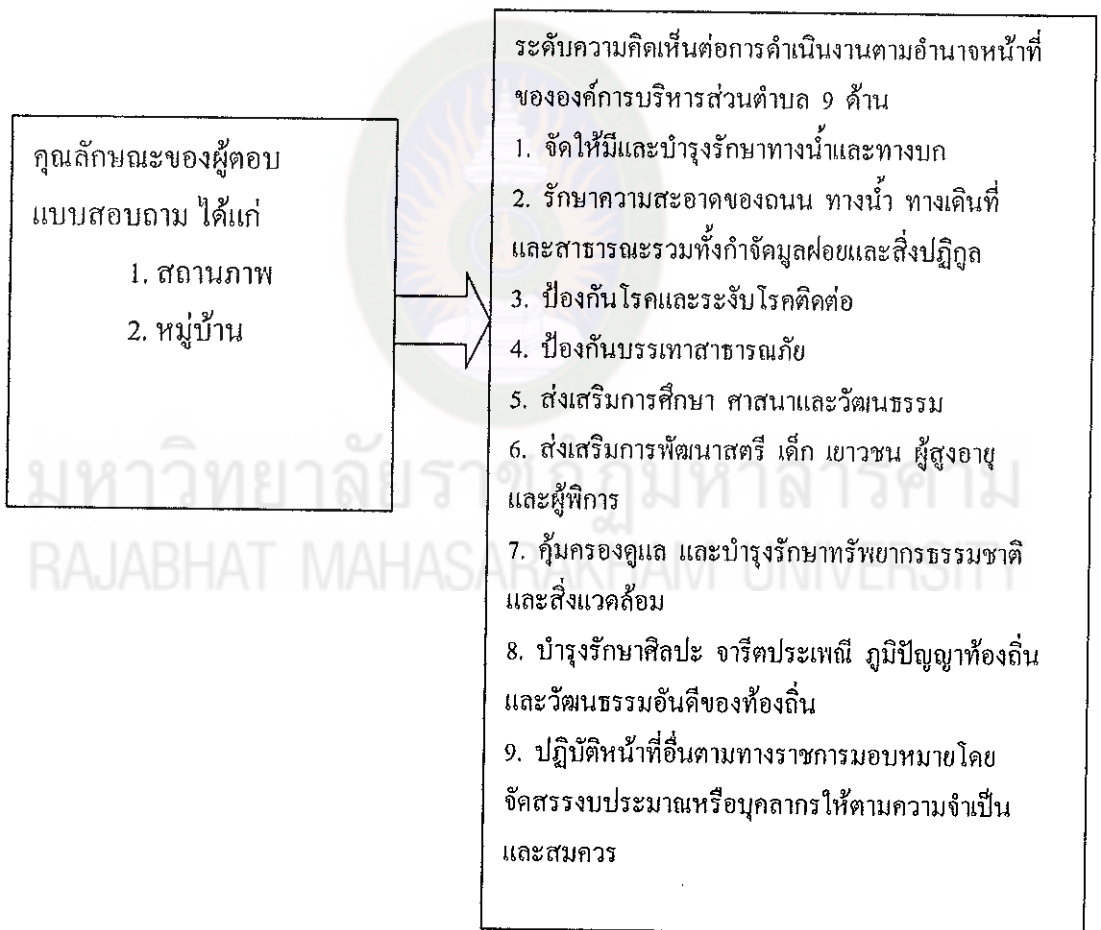 คุณลักษณะของผู้ตอบ
แบบสอบถาม ได้แก่
1. สถานภาพ
2. หมู่บ้าน
ระดับความคิดเห็นต่อการดำเนินงานตามอำนาจหน้าที่
ขององค์การบริหารส่วนตำบล 9 ด้าน
1. จัดให้มีและบำรุงรักษาทางน้ำและทางบก
2. รักษาความสะอาดของถนน ทางน้ำ ทางเดินที่
และสาธารณะรวมทั้งกำจัดมูลฝอยและสิ่งปฏิกูล
3. ป้องกันโรคและระงับโรคติดต่อ
4. ป้องกันบรรเทาสาธารณภัย
5. ส่งเสริมการศึกษา ศาสนาและวัฒนธรรม
6. ส่งเสริมการพัฒนาสตรี เด็ก เยาวชน ผู้สูงอายุ
และผู้พิการ
7. คุ้มครองดูแล และบำรุงรักษาทรัพยากรธรรมชาติ
และสิ่งแวดล้อม
8. บำรุงรักษาศิลปะ จารีตประเพณี ภูมิปัญญาท้องถิ่น
และวัฒนธรรมอันดีของท้องถิ่น
9. ปฏิบัติหน้าที่อื่นตามทางราชการมอบหมายโดย
จัดสรรงบประมาณหรือบุคลากรให้ตามความจำเป็น
และสมควร
มหาวิทยาลัยราชภัฏมหาสารคาม
RAJABHAT MAHASARAKHAM UNIVERSITY